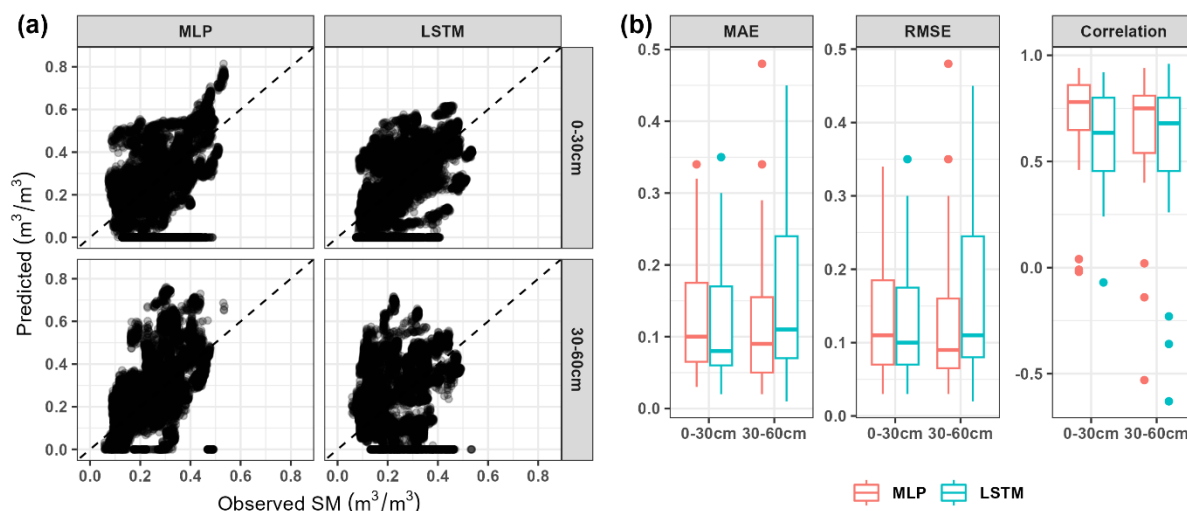 (a)
MLP
LSTM
0-30cm
30-60cm
0.8
0.6
0.4
0.2
0.0
0.8
0.6
0.4
0.2
0.0
Predicted (m³/m³)
0.0 0.2 0.4 0.6 0.8
0.0 0.2 0.4 0.6 0.8
Observed SM (m³/m³)
(b)
MAE
RMSE
Correlation
0.5
0.4
0.3
0.2
0.1
0.0
0-30cm 30-60cm
0.5
0.4
0.3
0.2
0.1
0.0
0-30cm 30-60cm
1.0
0.5
0.0
-0.5
0-30cm 30-60cm
MLP LSTM